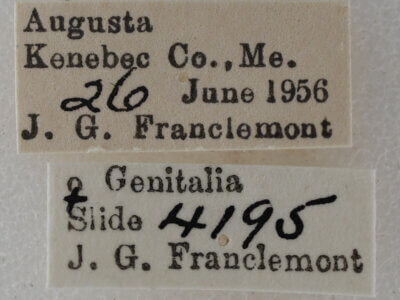 Augusta
Kenebec Co., Me.
26 June 1956
J. G. Franclemont
♀ Genitalia
Slide 4195
J. G. Franclemont